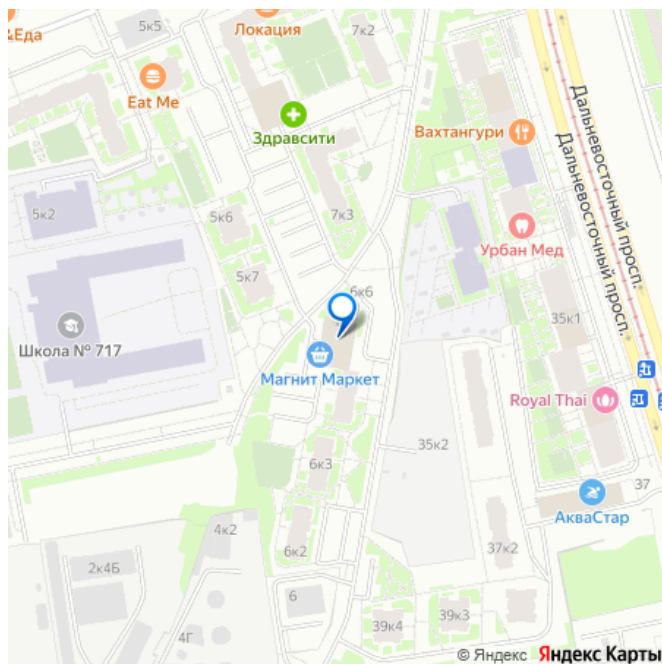 &Еда
5к5
Локация
7к2
Eat Me
Здравсити
Вахтангури
Дальневосточный просп.
Дальневосточный просп.
5к2
5к6
7к3
Урбан Мед
5к7
6к6
35к1
Школа № 717
Магнит Маркет
Royal Thai
35к2
6к3
37
АкваСтар
4к2
6к2
37к2
2к4Б
6
4Г
39к4
39к3
© Яндекс Яндекс Карты